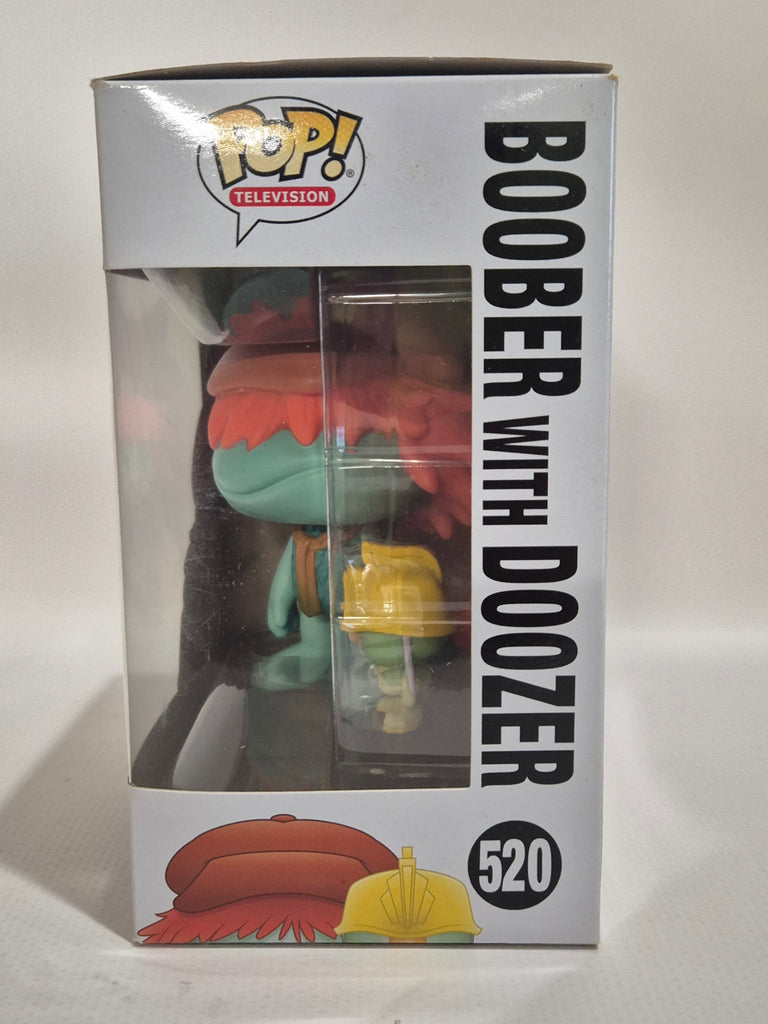 POP!®
TELEVISION
BOOBER WITH DOOZER
520